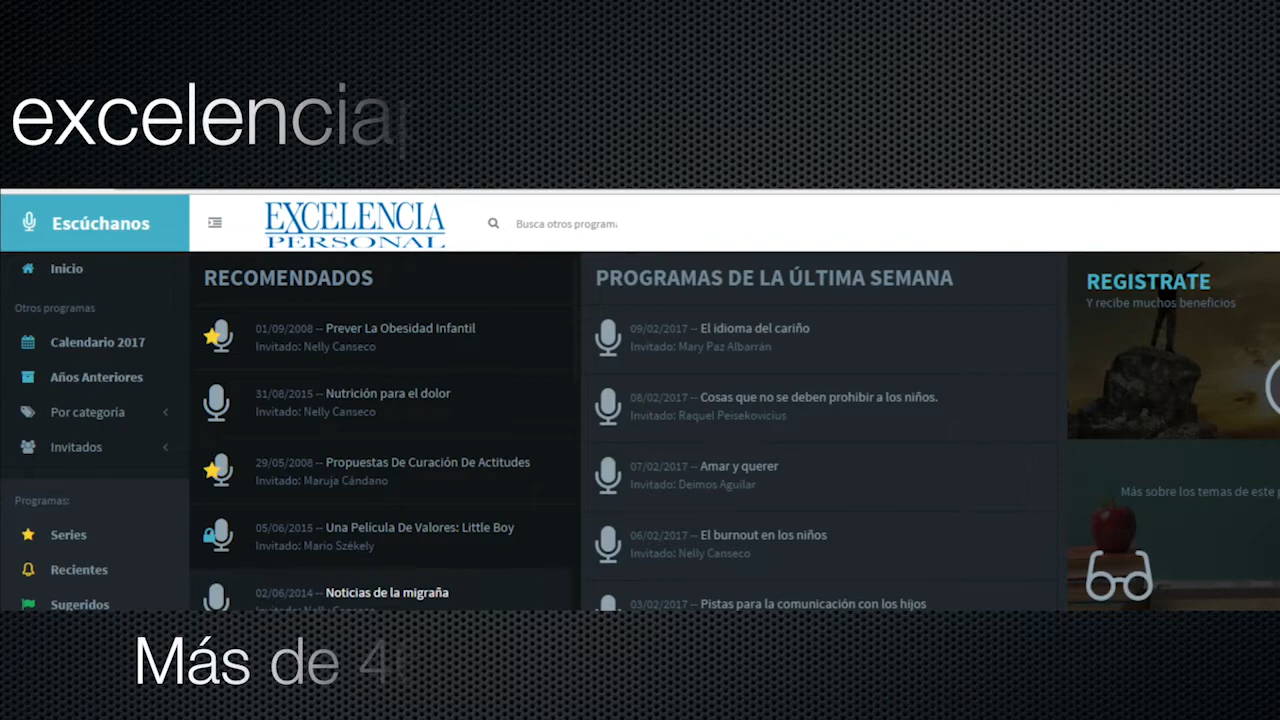 excelencia
Escúchanos
EXCELENCIA
PERSONAL
Busca otros programa
Inicio
Otros programas
Calendario 2017
Años Anteriores
Por categoría
Invitados
Programas:
Series
Recientes
Sugeridos
RECOMENDADOS
01/09/2008 -- Prever La Obesidad Infantil
Invitado: Nelly Canseco
31/08/2015 -- Nutrición para el dolor
Invitado: Nelly Canseco
29/05/2008 -- Propuestas De Curación De Actitudes
Invitado: Maruja Cándano
05/06/2015 -- Una Película De Valores: Little Boy
Invitado: Mario Székely
02/06/2014 -- Noticias de la migraña
Invitado: Nelly Canseco
PROGRAMAS DE LA ÚLTIMA SEMANA
09/02/2017 -- El idioma del cariño
Invitado: Mary Paz Albarrán
08/02/2017 -- Cosas que no se deben prohibir a los niños.
Invitado: Raquel Peisekovicius
07/02/2017 -- Amar y querer
Invitado: Deimos Aguilar
06/02/2017 -- El burnout en los niños
Invitado: Nelly Canseco
03/02/2017 -- Pistas para la comunicación con los hijos
REGISTRATE
Y recibe muchos beneficios
Más sobre los temas de este
Más de 4